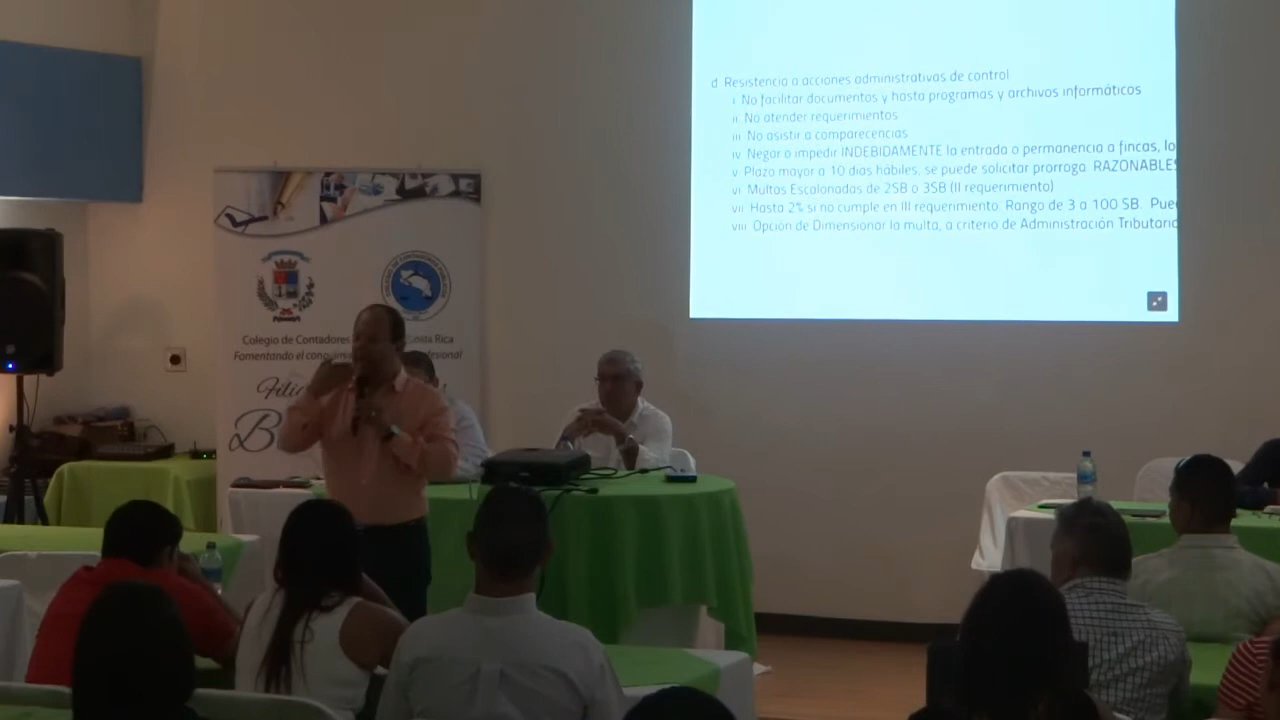 d. Resistencia a acciones administrativas de control
i. No facilitar documentos y hasta programas y archivos informáticos
ii. No atender requerimientos
iii. No asistir a comparecencias
iv. Negar o impedir INDEBIDAMENTE la entrada o permanencia a fincas, lo
v. Plazo mayor a 10 días hábiles, se puede solicitar prorroga. RAZONABLES
vi. Multas Escalonadas de 2SB o 3SB (II requerimiento)
vii. Hasta 2% si no cumple en III requerimiento. Rango de 3 a 100 SB. Pue
viii. Opción de Dimensionar la multa, a criterio de Administración Tributaria
Colegio de Contadores Costa Rica
Fomentando el